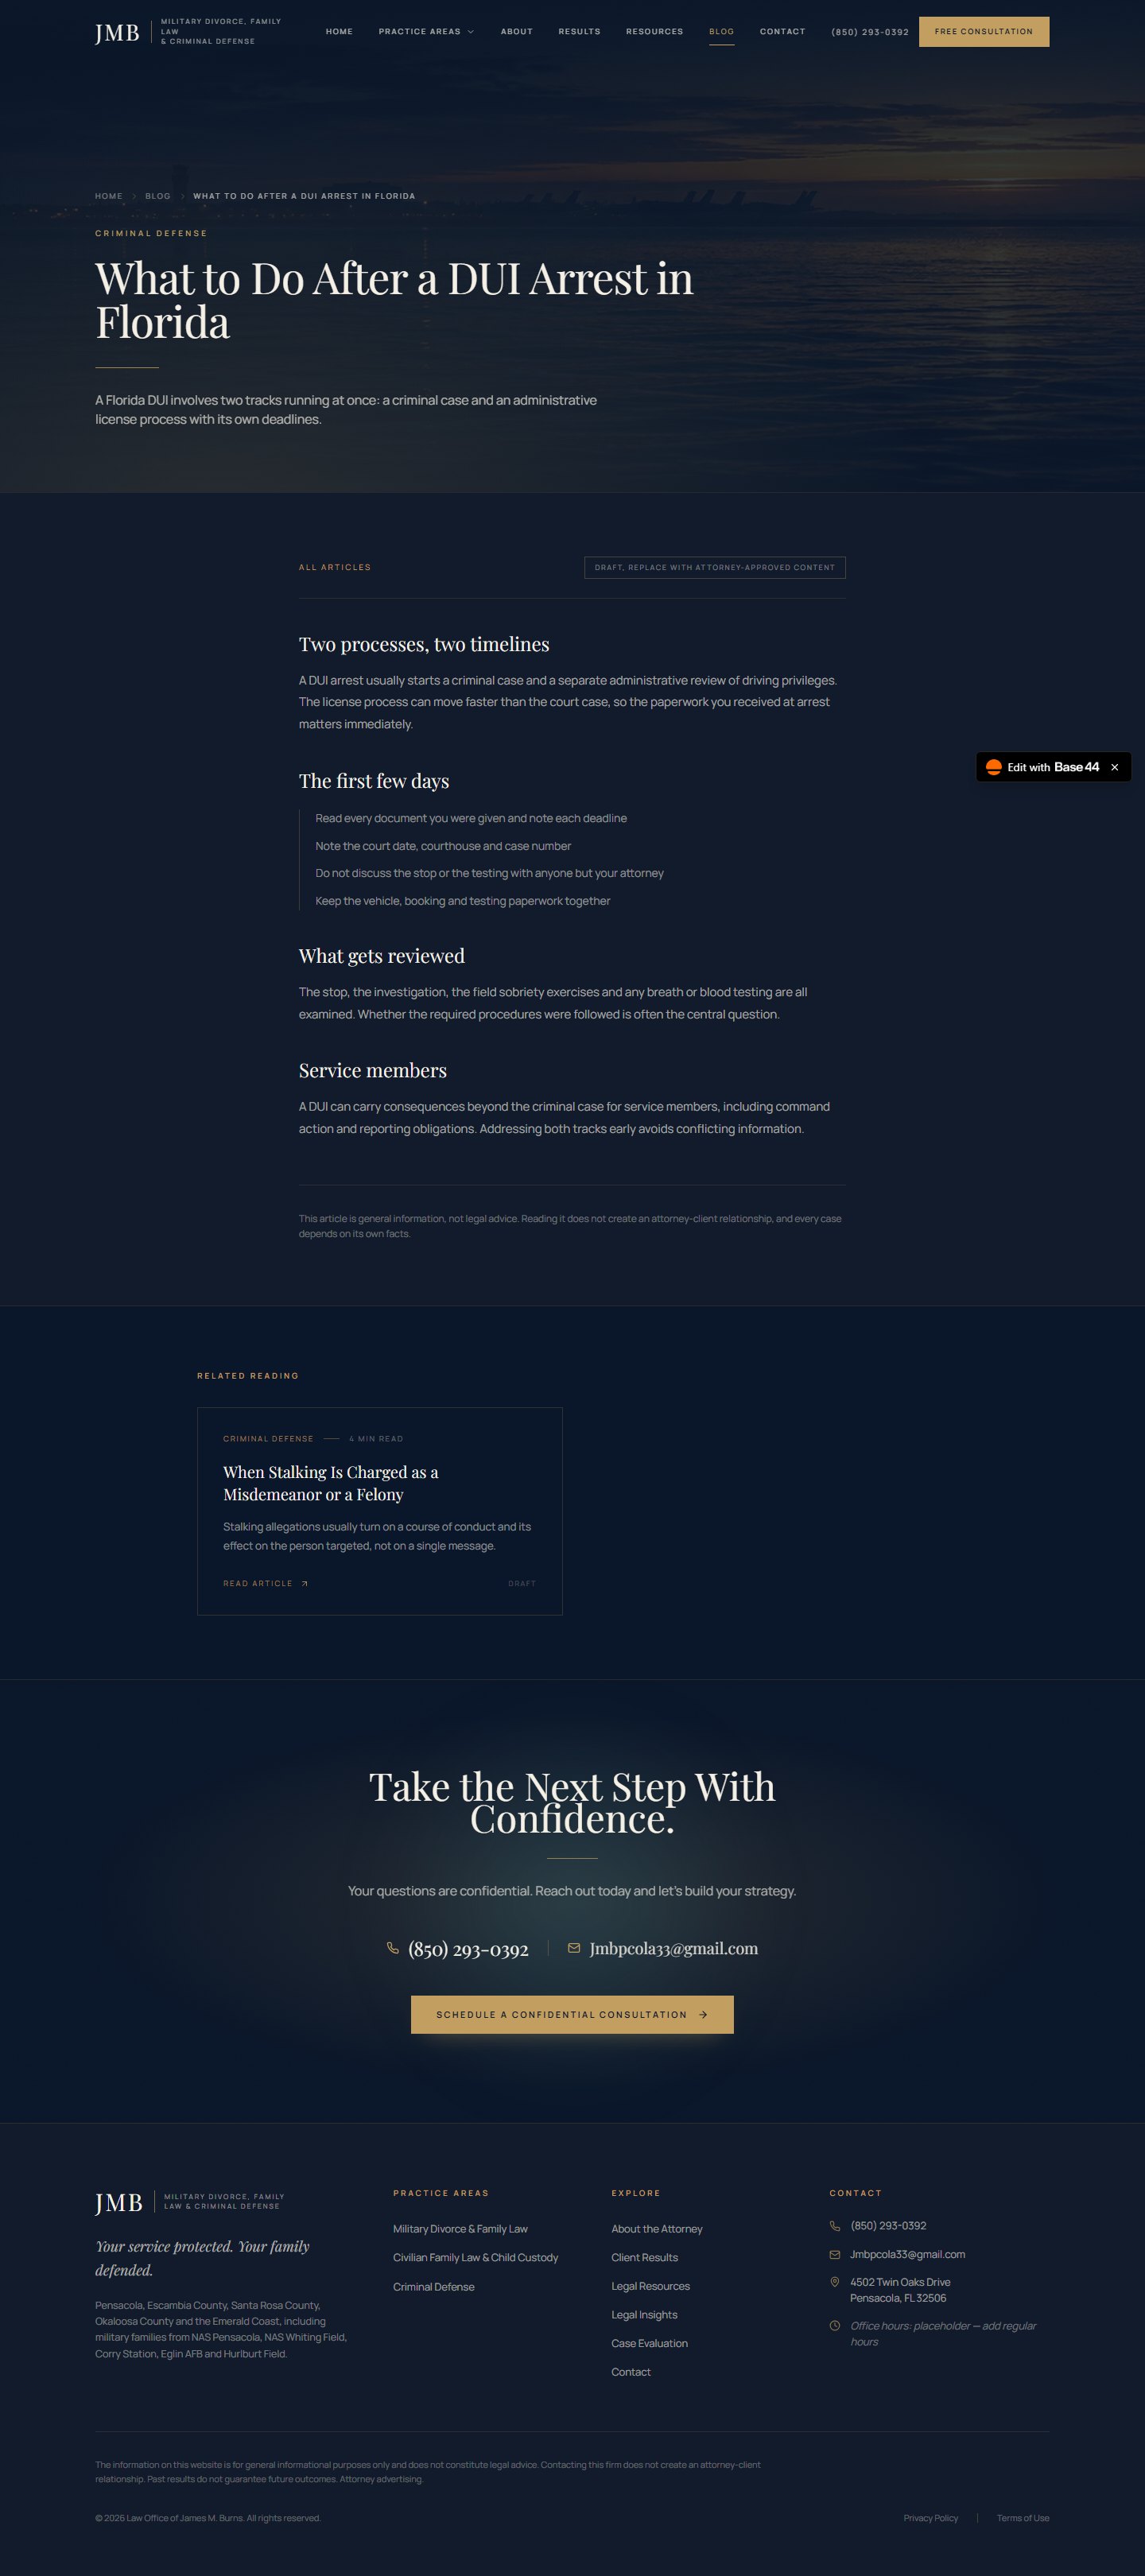 JMB
MILITARY DIVORCE, FAMILY
LAW
& CRIMINAL DEFENSE
HOME
PRACTICE AREAS
ABOUT
RESULTS
RESOURCES
BLOG
CONTACT
(850) 293-0392
FREE CONSULTATION
HOME > BLOG > WHAT TO DO AFTER A DUI ARREST IN FLORIDA
CRIMINAL DEFENSE
What to Do After a DUI Arrest in
Florida
A Florida DUI involves two tracks running at once: a criminal case and an administrative
license process with its own deadlines.
ALL ARTICLES
DRAFT, REPLACE WITH ATTORNEY-APPROVED CONTENT
Two processes, two timelines
A DUI arrest usually starts a criminal case and a separate administrative review of driving privileges.
The license process can move faster than the court case, so the paperwork you received at arrest
matters immediately.
Edit with Base44 ×
The first few days
Read every document you were given and note each deadline
Note the court date, courthouse and case number
Do not discuss the stop or the testing with anyone but your attorney
Keep the vehicle, booking and testing paperwork together
What gets reviewed
The stop, the investigation, the field sobriety exercises and any breath or blood testing are all
examined. Whether the required procedures were followed is often the central question.
Service members
A DUI can carry consequences beyond the criminal case for service members, including command
action and reporting obligations. Addressing both tracks early avoids conflicting information.
This article is general information, not legal advice. Reading it does not create an attorney-client relationship, and every case
depends on its own facts.
RELATED READING
CRIMINAL DEFENSE — 4 MIN READ
When Stalking Is Charged as a
Misdemeanor or a Felony
Stalking allegations usually turn on a course of conduct and its
effect on the person targeted, not on a single message.
READ ARTICLE
DRAFT
Take the Next Step With
Confidence.
Your questions are confidential. Reach out today and let's build your strategy.
(850) 293-0392
Jmbpcola33@gmail.com
SCHEDULE A CONFIDENTIAL CONSULTATION →
JMB
MILITARY DIVORCE, FAMILY
LAW & CRIMINAL DEFENSE
Your service protected. Your family
defended.
Pensacola, Escambia County, Santa Rosa County,
Okaloosa County and the Emerald Coast, including
military families from NAS Pensacola, NAS Whiting Field,
Corry Station, Eglin AFB and Hurlburt Field.
PRACTICE AREAS
Military Divorce & Family Law
Civilian Family Law & Child Custody
Criminal Defense
EXPLORE
About the Attorney
Client Results
Legal Resources
Legal Insights
Case Evaluation
Contact
CONTACT
(850) 293-0392
Jmbpcola33@gmail.com
4502 Twin Oaks Drive
Pensacola, FL 32506
Office hours: placeholder — add regular
hours
The information on this website is for general informational purposes only and does not constitute legal advice. Contacting this firm does not create an attorney-client
relationship. Past results do not guarantee future outcomes. Attorney advertising.
© 2026 Law Office of James M. Burns. All rights reserved.
Privacy Policy
Terms of Use